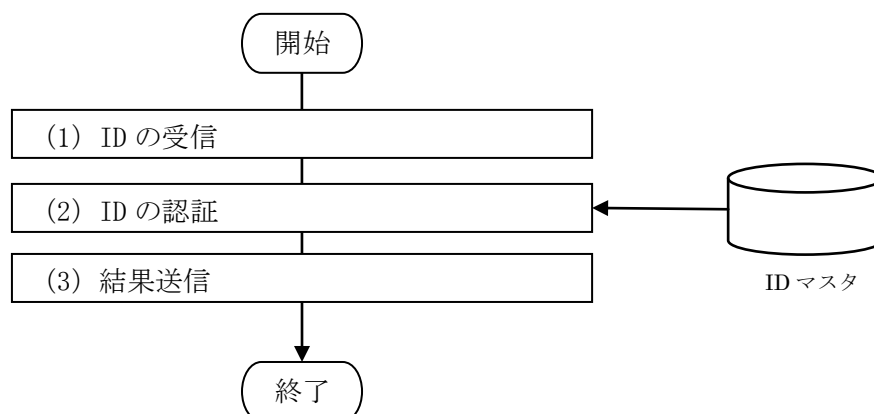 開始
(1) ID の受信
(2) ID の認証
(3) 結果送信
ID マスタ
終了